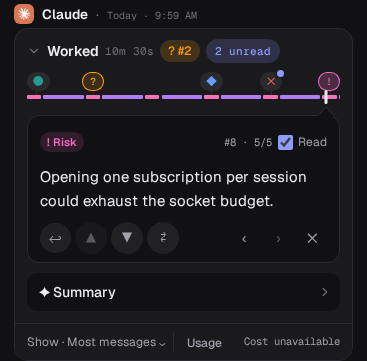 Claude · Today · 9:59 AM
Worked 10m 30s ? #2 2 unread
? !
! Risk #8 · 5/5 Read
Opening one subscription per session
could exhaust the socket budget.
Summary
Show · Most messages Usage Cost unavailable